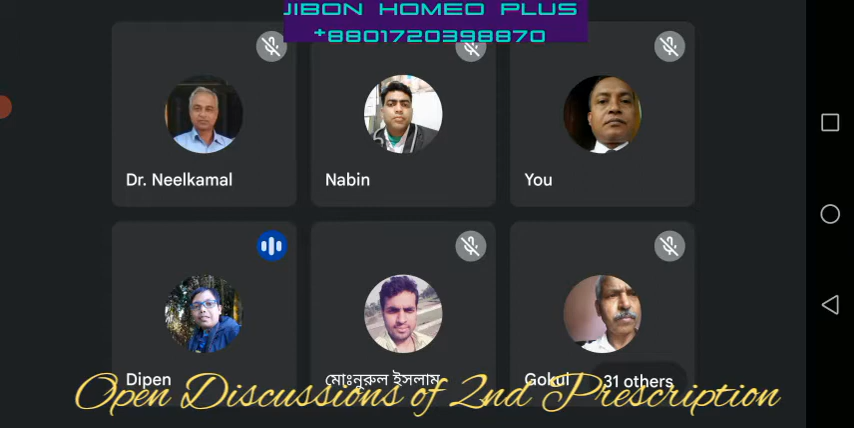 JIBON HOMEO PLUS
+8801720398870
Dr. Neelkamal
Nabin
You
Dipen
মোঃনুরুল ইসলাম
Gokul
31 others
Open Discussions of 2nd Prescription